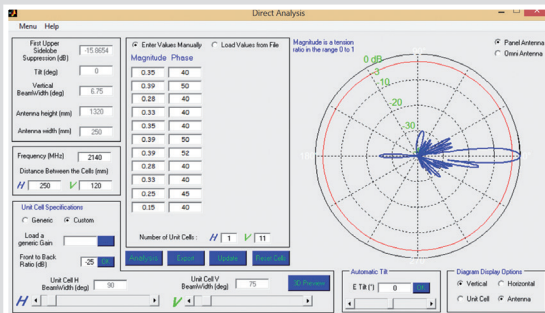 Direct Analysis
Menu Help
First Upper
Sidelobe
Suppression (dB)
-15.8654
Tilt (deg)
0
Vertical
BeamWidth (deg)
6.75
Antenna height (mm)
1320
Antenna width (mm)
250
Frequency (MHz)
2140
Distance Between the Cells (mm)
H 250 V 120
Unit Cell Specifications
Generic Custom
Load a
generic Gain
Front to Back
Ratio (dB)
-25 OK
Enter Values Manually Load Values from File
Magnitude Phase
0.35 40
0.39 50
0.28 40
0.33 40
0.35 40
0.39 50
0.39 52
0.28 40
0.33 40
0.25 45
0.15 40
Number of Unit Cells : H 1 V 11
Analysis Export Update Reset Cells
Magnitude is a tension
ratio in the range 0 to 1
0 dB
-3
-10
-20
-30
Panel Antenna
Omni Antenna
Unit Cell H
BeamWidth (deg)
90
H
Unit Cell V
BeamWidth (deg)
75
V
3D Preview
Automatic Tilt
E Tilt (°) 0 OK
Diagram Display Options
Vertical Horizontal
Unit Cell Antenna